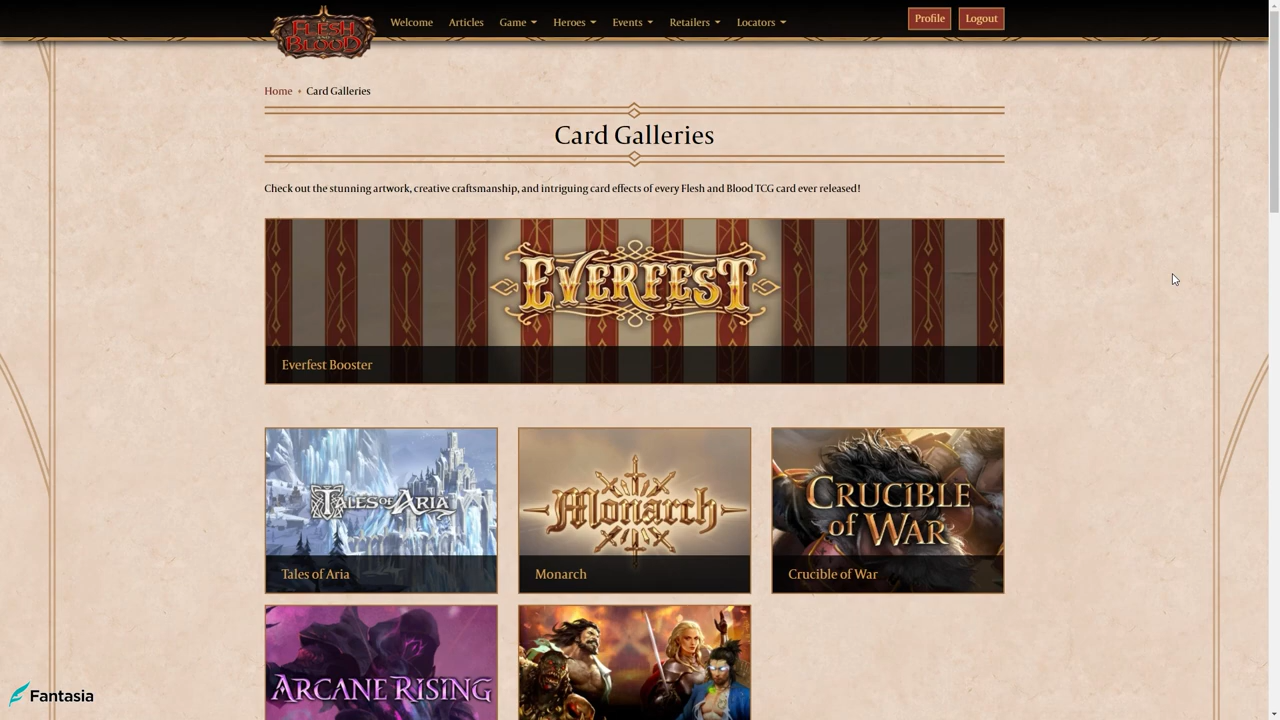 FLESH AND BLOOD
Welcome
Articles
Game
Heroes
Events
Retailers
Locators
Profile
Logout
Home • Card Galleries
Card Galleries
Check out the stunning artwork, creative craftsmanship, and intriguing card effects of every Flesh and Blood TCG card ever released!
EVERFEST
Everfest Booster
TALES OF ARIA
Tales of Aria
Monarch
Monarch
CRUCIBLE
OF WAR
Crucible of War
ARCANE RISING
Fantasia